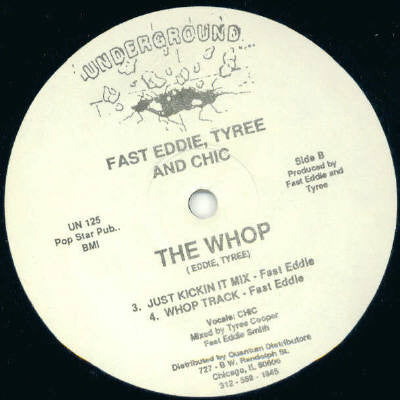 UNDERGROUND
FAST EDDIE, TYREE
AND CHIC
Side B
Produced by
Fast Eddie and
Tyree
UN 125
Pop Star Pub..
BMI
THE WHOP
( EDDIE, TYREE)
3. JUST KICKIN IT MIX - Fast Eddie
4. WHOP TRACK - Fast Eddie
Vocals: CHIC
Mixed by Tyree Cooper
Fast Eddie Smith
Distributed by Quantum Distributors
727 - B W. Randolph St.
Chicago, IL 60606
312 - 559 - 1845